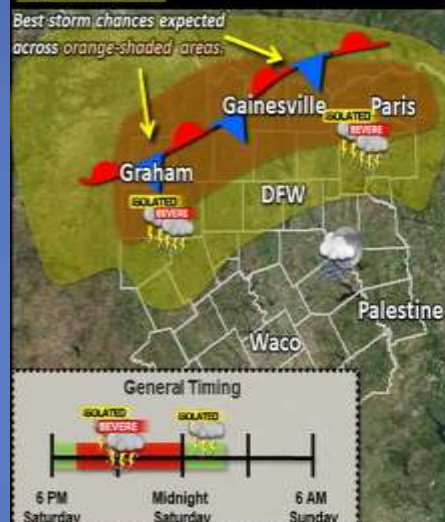 Best storm chances expected
across orange-shaded areas.
Gainesville
Paris
ISOLATED
SEVERE
Graham
ISOLATED
SEVERE
DFW
Palestine
Waco
General Timing
ISOLATED
SEVERE
ISOLATED
6 PM
Saturday
Midnight
Saturday
6 AM
Sunday